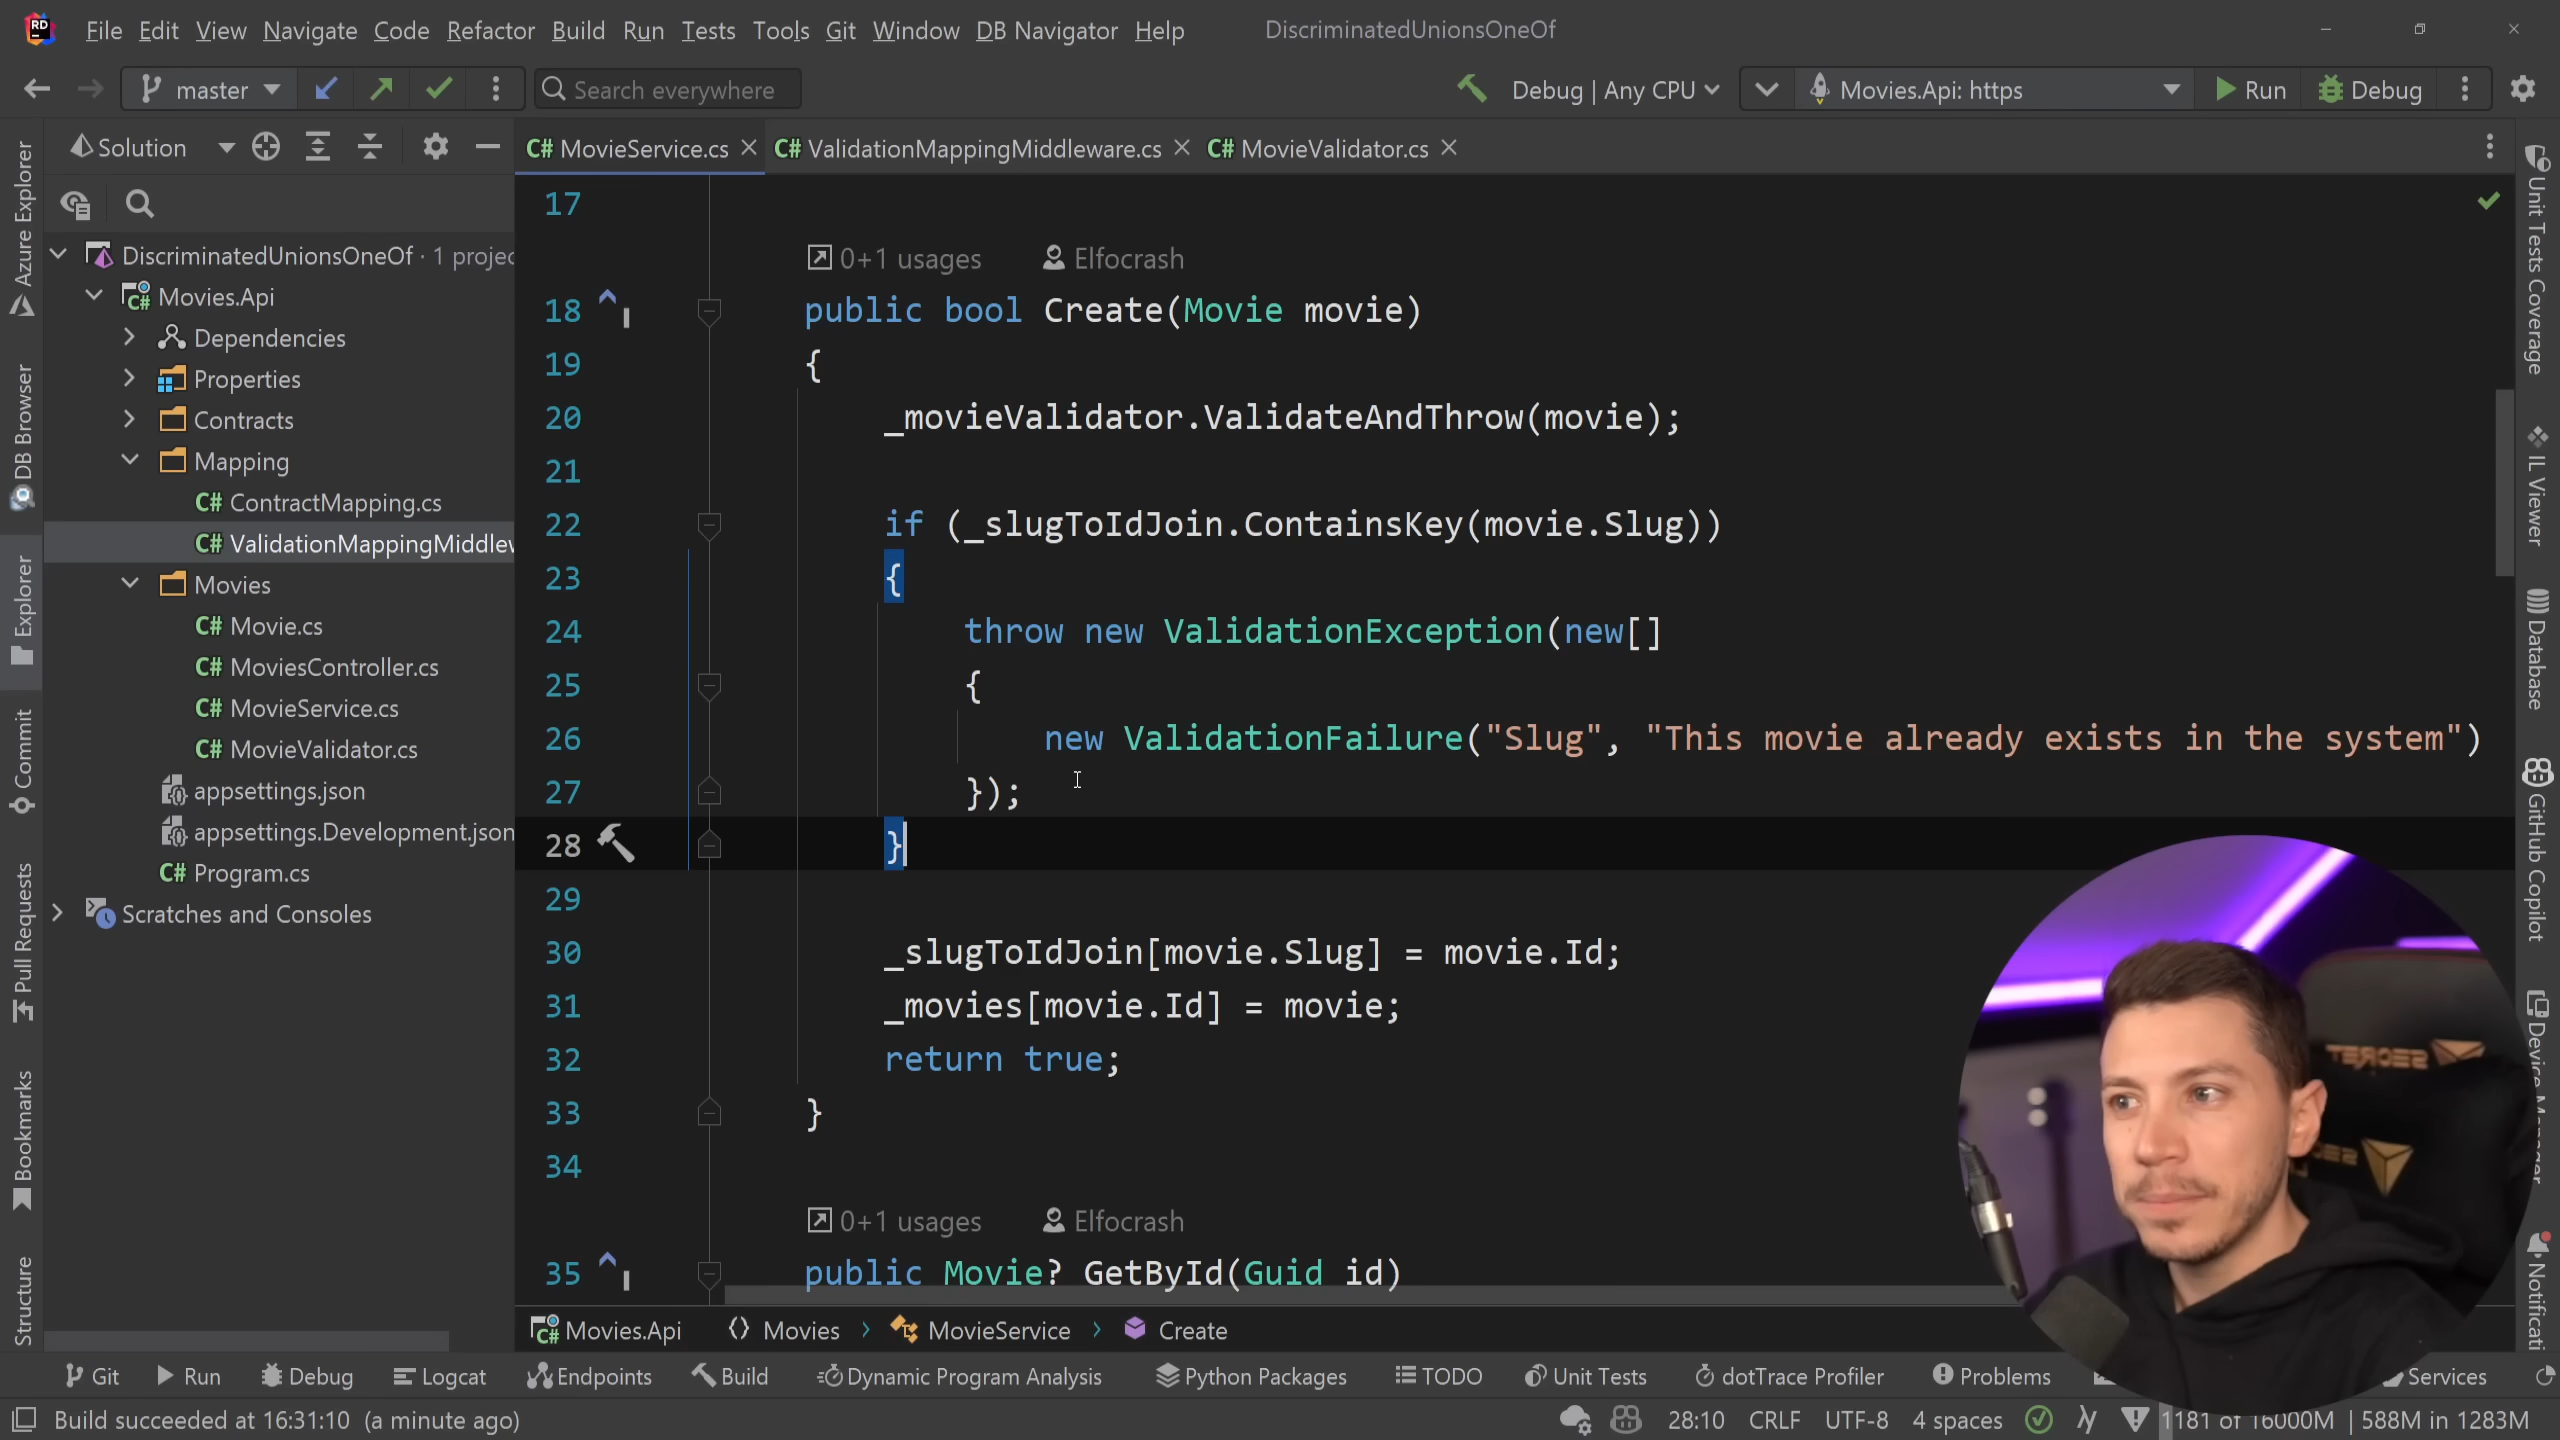 RD File Edit View Navigate Code Refactor Build Run Tests Tools Git Window DB Navigator Help DiscriminatedUnionsOneOf
master Search everywhere Debug | Any CPU Movies.Api: https Run Debug
Solution C# MovieService.cs C# ValidationMappingMiddleware.cs C# MovieValidator.cs
Azure Explorer
DB Browser
Explorer
Commit
Pull Requests
Bookmarks
Structure
DiscriminatedUnionsOneOf · 1 projec
C# Movies.Api
Dependencies
Properties
Contracts
Mapping
C# ContractMapping.cs
C# ValidationMappingMiddlew
Movies
C# Movie.cs
C# MoviesController.cs
C# MovieService.cs
C# MovieValidator.cs
appsettings.json
appsettings.Development.json
C# Program.cs
Scratches and Consoles
17
0+1 usages Elfocrash
18 public bool Create(Movie movie)
19 {
20 _movieValidator.ValidateAndThrow(movie);
21
22 if (_slugToIdJoin.ContainsKey(movie.Slug))
23 {
24 throw new ValidationException(new[]
25 {
26 new ValidationFailure("Slug", "This movie already exists in the system")
27 });
28 }
29
30 _slugToIdJoin[movie.Slug] = movie.Id;
31 _movies[movie.Id] = movie;
32 return true;
33 }
34
0+1 usages Elfocrash
35 public Movie? GetById(Guid id)
Unit Tests Coverage
IL Viewer
Database
GitHub Copilot
Device Manager
Notificati
SECRET
C# Movies.Api Movies MovieService Create
Git Run Debug Logcat Endpoints Build Dynamic Program Analysis Python Packages TODO Unit Tests dotTrace Profiler Problems Services
Build succeeded at 16:31:10 (a minute ago) 28:10 CRLF UTF-8 4 spaces 1181 of 16000M 588M in 1283M